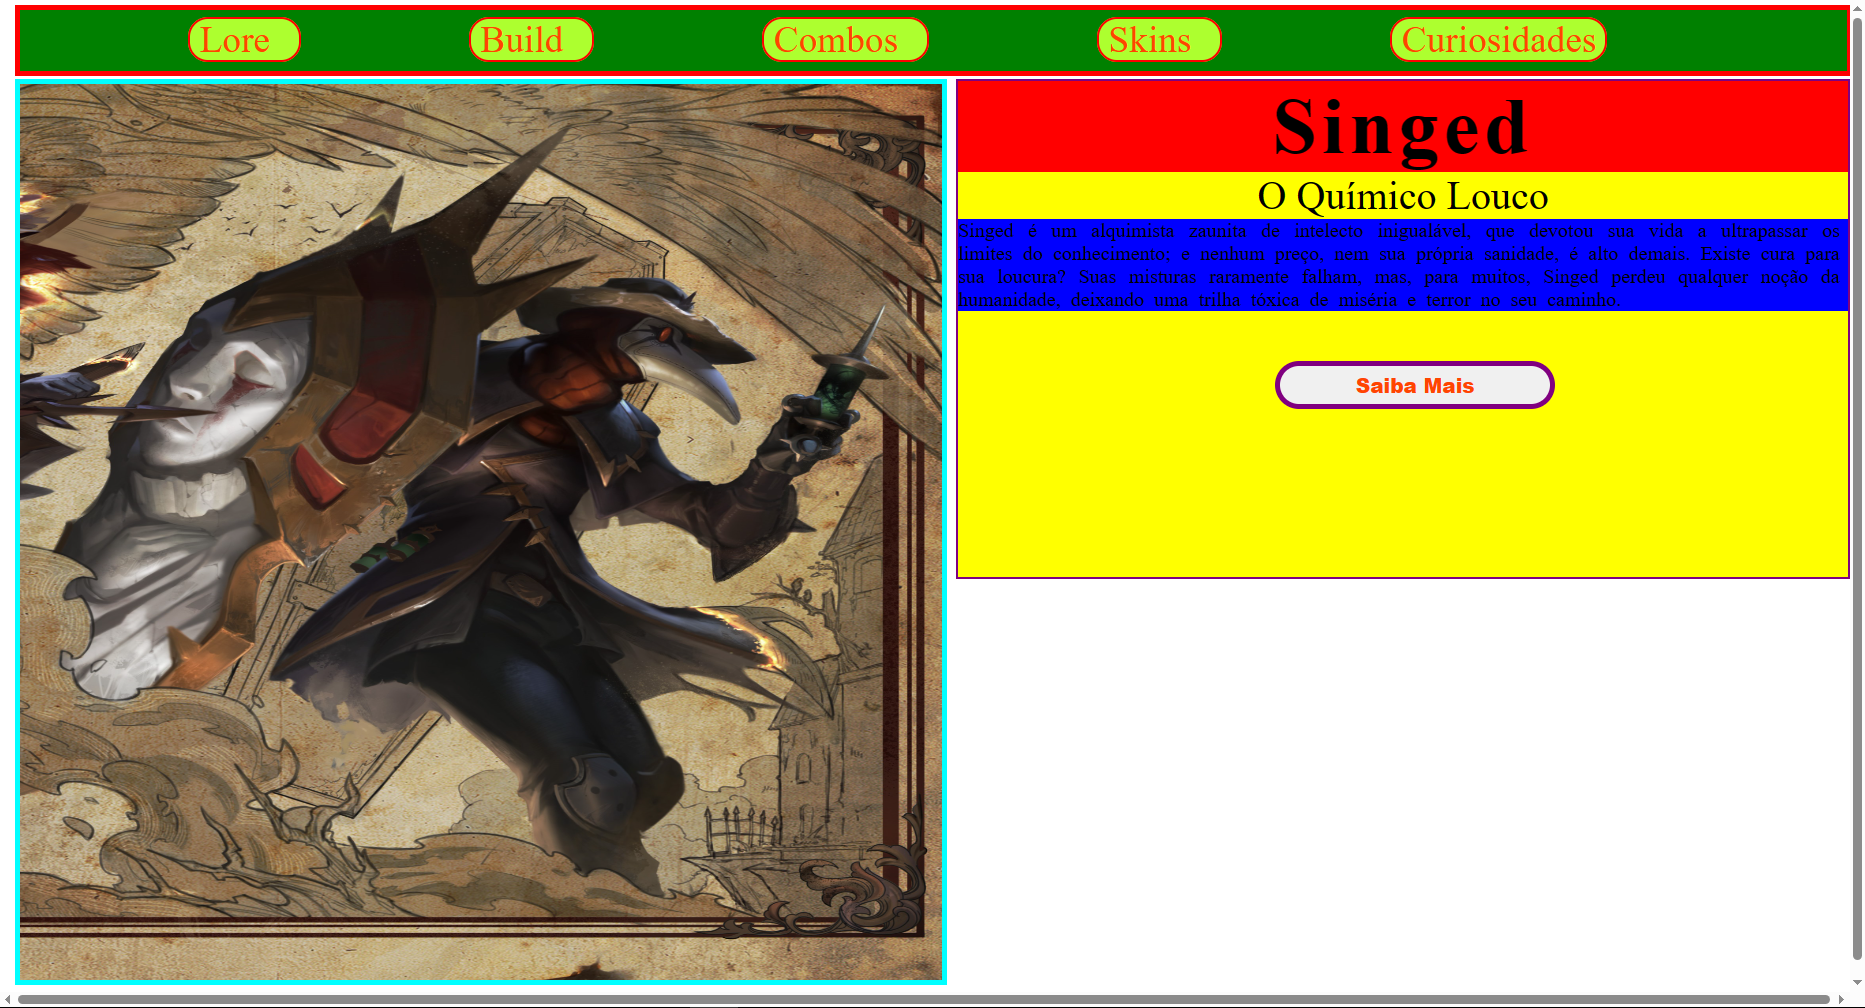 Lore
Build
Combos
Skins
Curiosidades
Singed
O Químico Louco
Singed é um alquimista zaunita de intelecto inigualável, que devotou sua vida a ultrapassar os
limites do conhecimento; e nenhum preço, nem sua própria sanidade, é alto demais. Existe cura para
sua loucura? Suas misturas raramente falham, mas, para muitos, Singed perdeu qualquer noção da
humanidade, deixando uma trilha tóxica de miséria e terror no seu caminho.
Saiba Mais